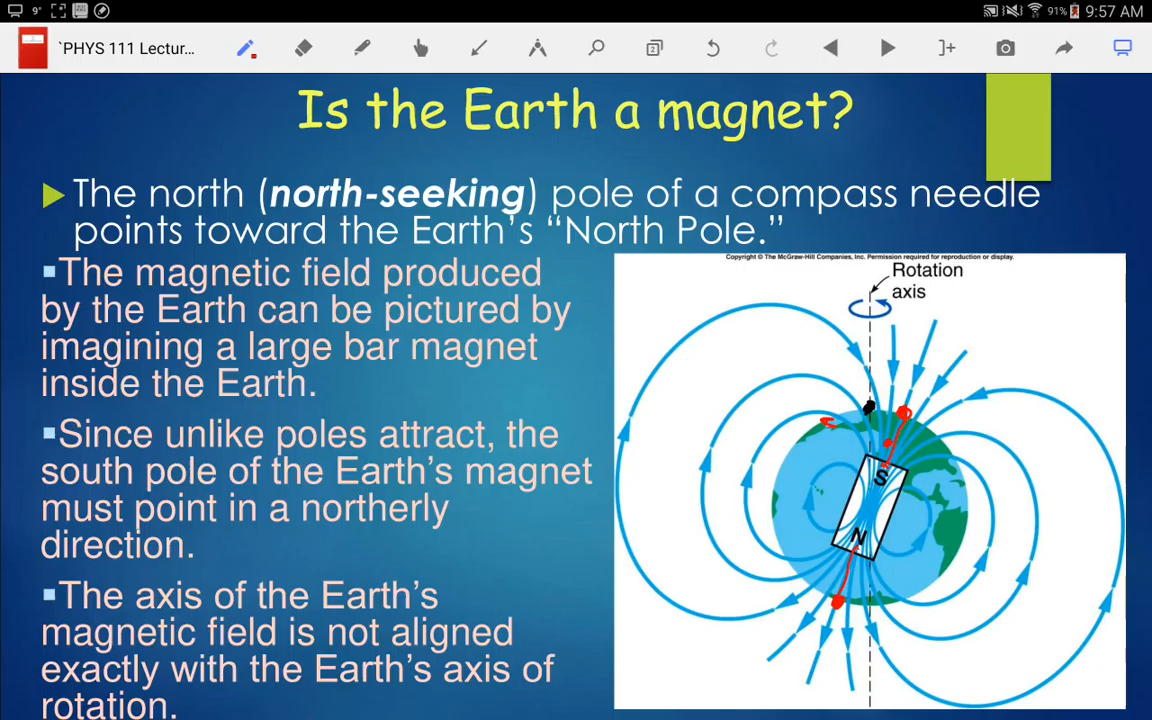 9°
91%
9:57 AM
`PHYS 111 Lectur...
2
Is the Earth a magnet?
The north (north-seeking) pole of a compass needle
points toward the Earth's “North Pole.”
▪The magnetic field produced
by the Earth can be pictured by
imagining a large bar magnet
inside the Earth.
▪Since unlike poles attract, the
south pole of the Earth's magnet
must point in a northerly
direction.
▪The axis of the Earth's
magnetic field is not aligned
exactly with the Earth's axis of
rotation.
Copyright © The McGraw-Hill Companies, Inc. Permission required for reproduction or display.
Rotation
axis
S
N